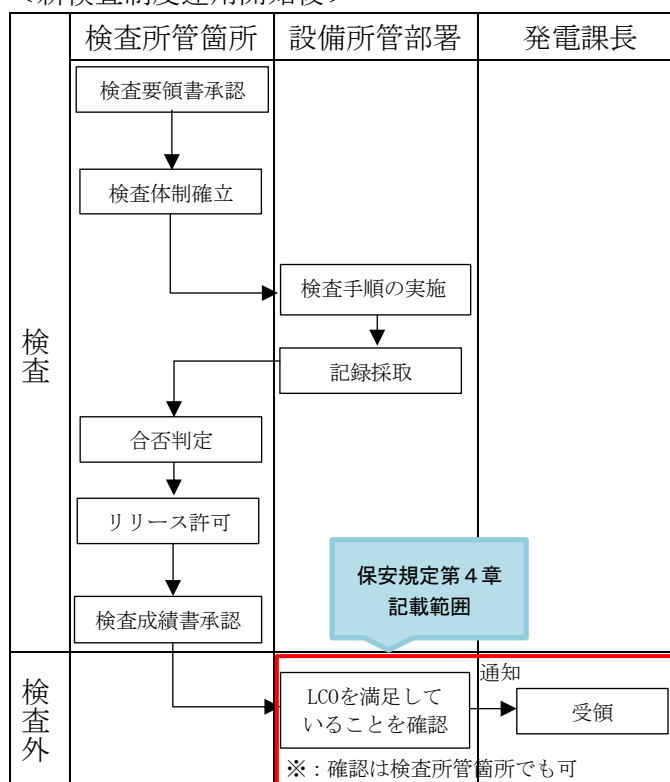 ＜新検査制度運用開始後＞
検査所管箇所
設備所管部署
発電課長
検査
検査要領書承認
検査体制確立
検査手順の実施
記録採取
合否判定
リリース許可
検査成績書承認
保安規定第４章
記載範囲
検査外
LCOを満足して
いることを確認
通知
受領
※：確認は検査所管箇所でも可